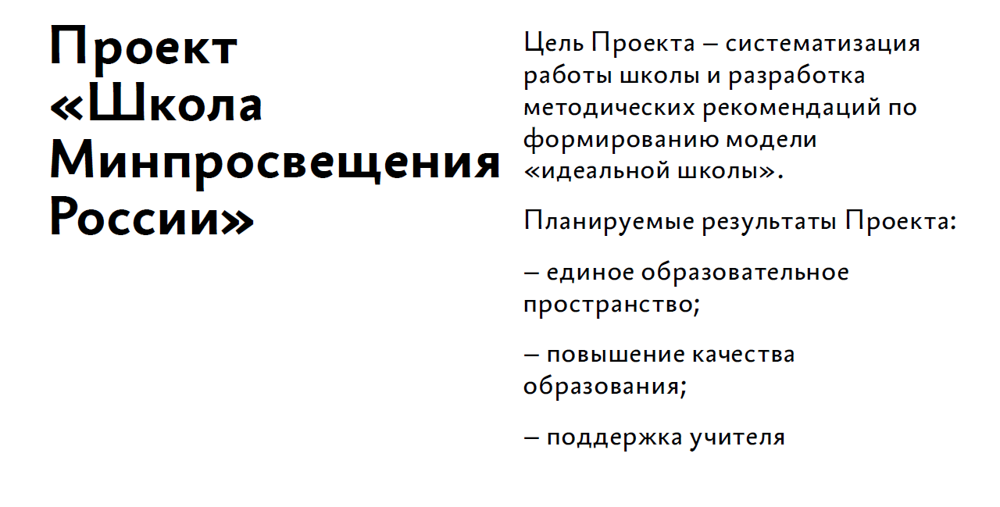 Проект
«Школа
Минпросвещения
России»
Цель Проекта – систематизация
работы школы и разработка
методических рекомендаций по
формированию модели
«идеальной школы».
Планируемые результаты Проекта:
– единое образовательное
пространство;
– повышение качества
образования;
– поддержка учителя